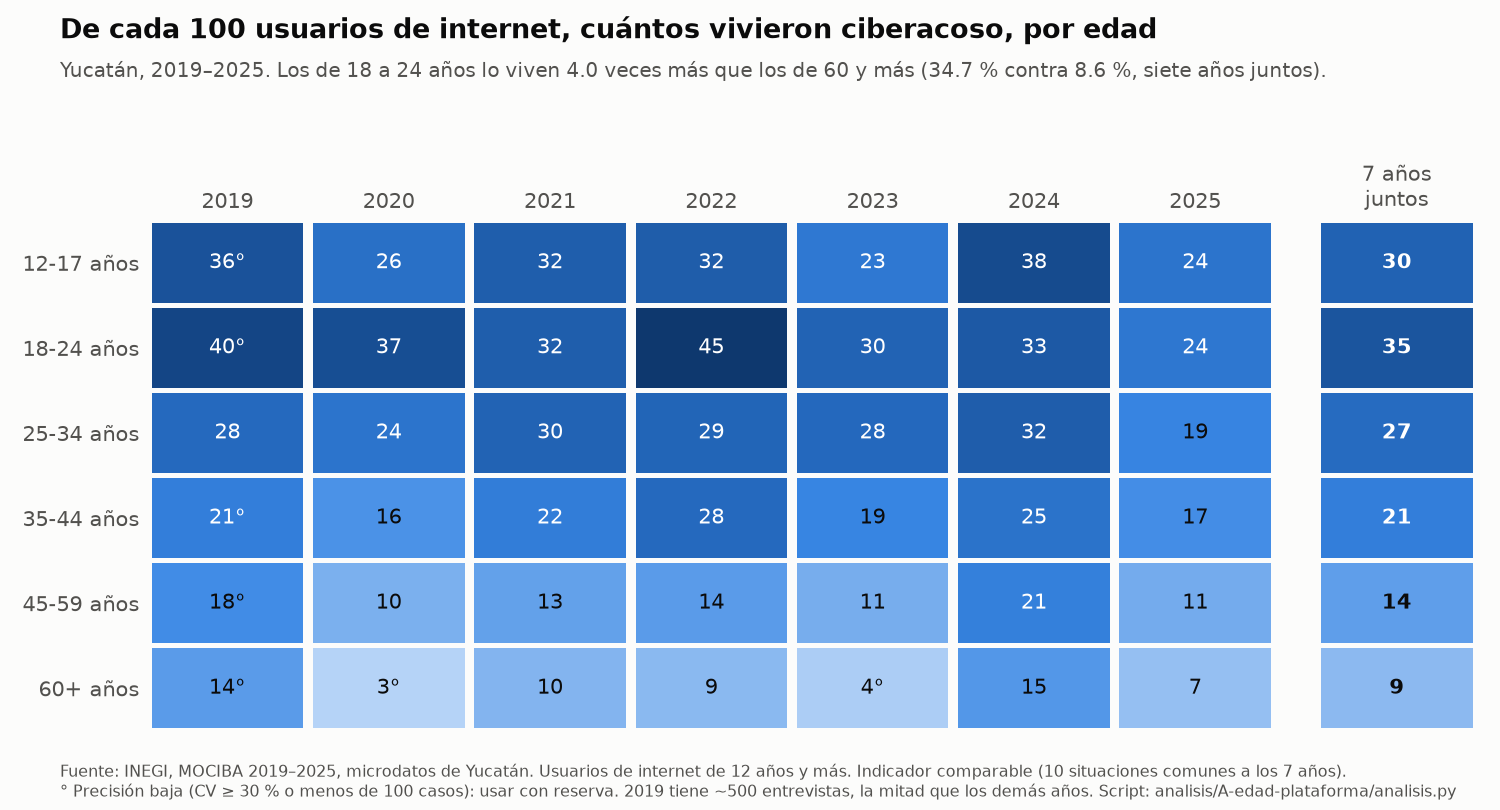 De cada 100 usuarios de internet, cuántos vivieron ciberacoso, por edad
Yucatán, 2019–2025. Los de 18 a 24 años lo viven 4.0 veces más que los de 60 y más (34.7 % contra 8.6 %, siete años juntos).
2019 2020 2021 2022 2023 2024 2025 7 años juntos
12-17 años 36° 26 32 32 23 38 24 30
18-24 años 40° 37 32 45 30 33 24 35
25-34 años 28 24 30 29 28 32 19 27
35-44 años 21° 16 22 28 19 25 17 21
45-59 años 18° 10 13 14 11 21 11 14
60+ años 14° 3° 10 9 4° 15 7 9
Fuente: INEGI, MOCIBA 2019–2025, microdatos de Yucatán. Usuarios de internet de 12 años y más. Indicador comparable (10 situaciones comunes a los 7 años).
° Precisión baja (CV ≥ 30 % o menos de 100 casos): usar con reserva. 2019 tiene ~500 entrevistas, la mitad que los demás años. Script: analisis/A-edad-plataforma/analisis.py